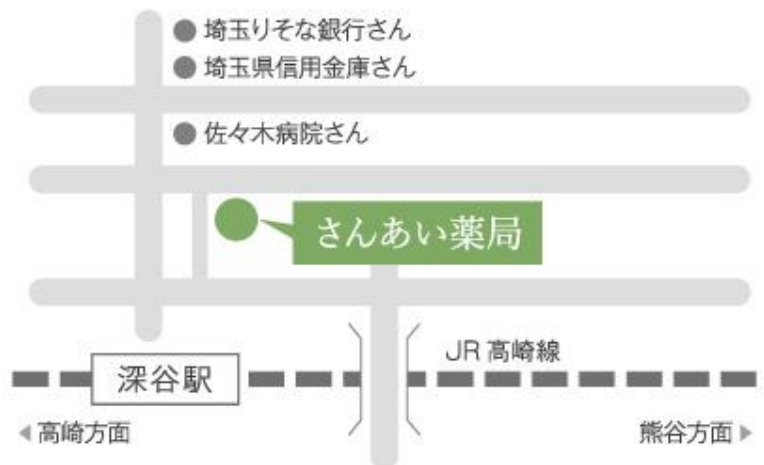 埼玉りそな銀行さん
埼玉県信用金庫さん
佐々木病院さん
さんあい薬局
JR 高崎線
深谷駅
高崎方面
熊谷方面